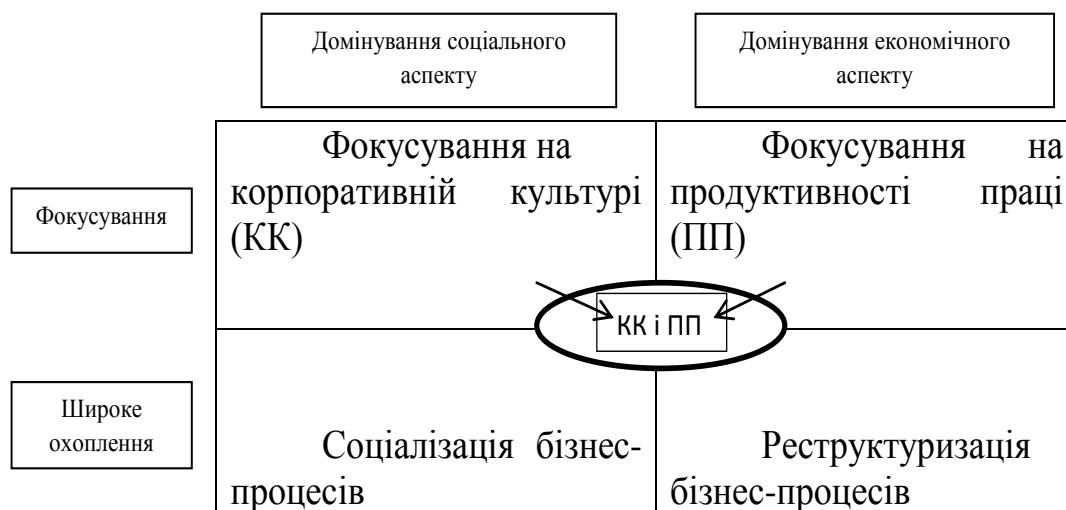 Домінування соціального
аспекту
Домінування економічного
аспекту
Фокусування
Фокусування на
корпоративній культурі
(КК)
Фокусування на
продуктивності праці
(ПП)
КК і ПП
Широке
охоплення
Соціалізація бізнес-
процесів
Реструктуризація
бізнес-процесів